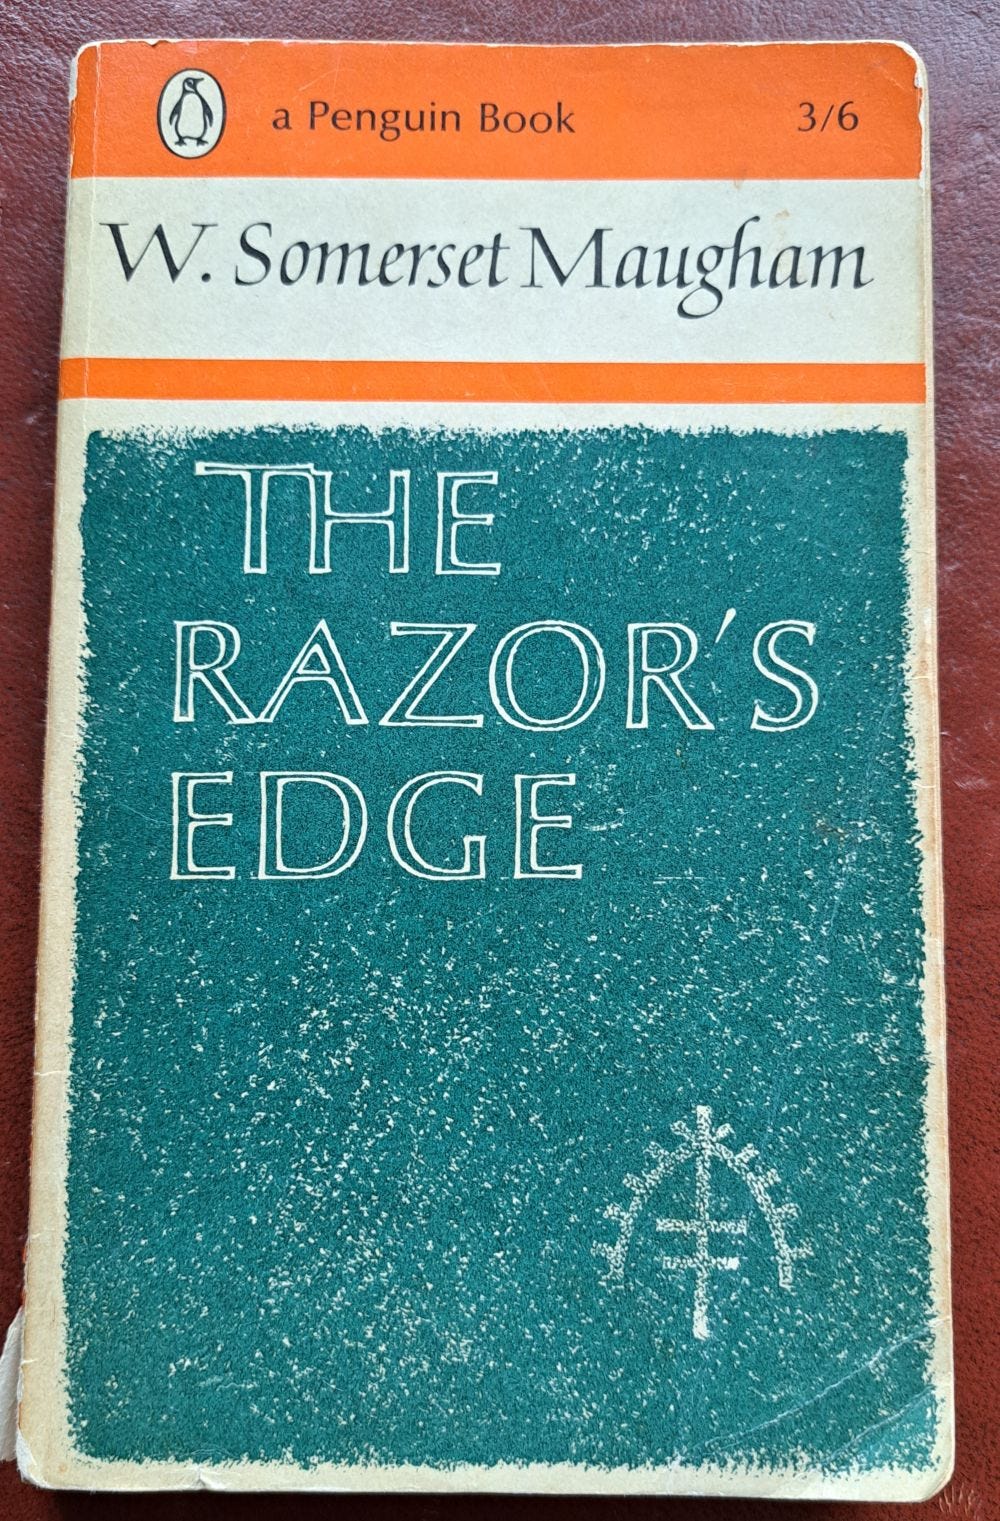 a Penguin Book 3/6
W. Somerset Maugham
THE
RAZOR'S
EDGE